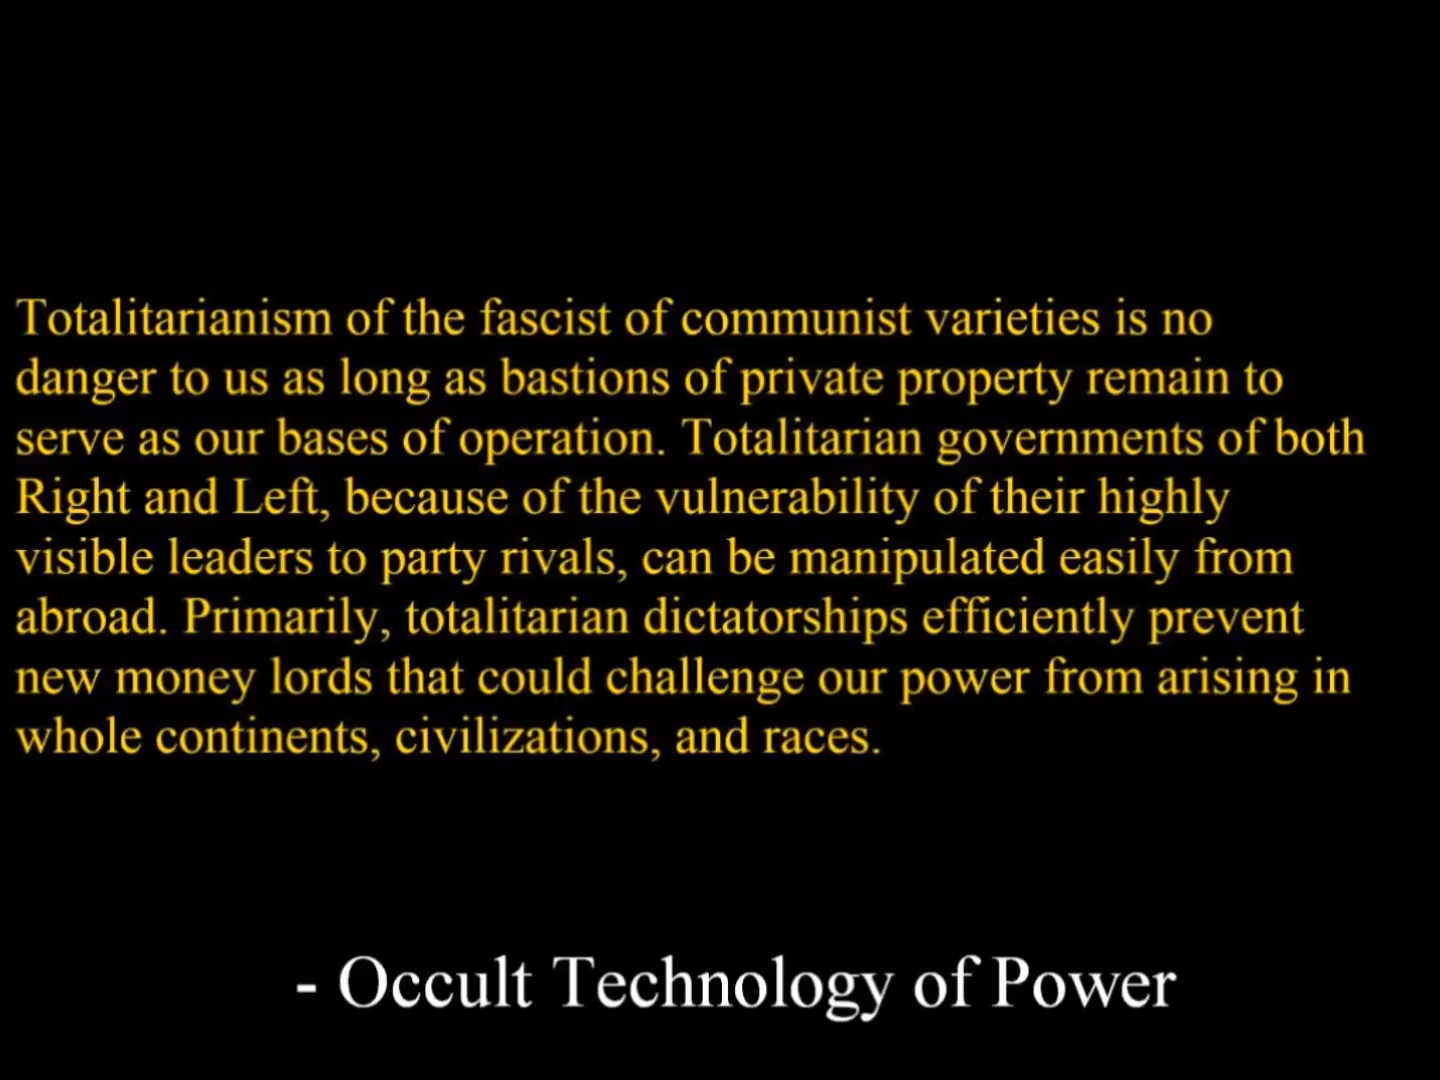 Totalitarianism of the fascist of communist varieties is no
danger to us as long as bastions of private property remain to
serve as our bases of operation. Totalitarian governments of both
Right and Left, because of the vulnerability of their highly
visible leaders to party rivals, can be manipulated easily from
abroad. Primarily, totalitarian dictatorships efficiently prevent
new money lords that could challenge our power from arising in
whole continents, civilizations, and races.
- Occult Technology of Power